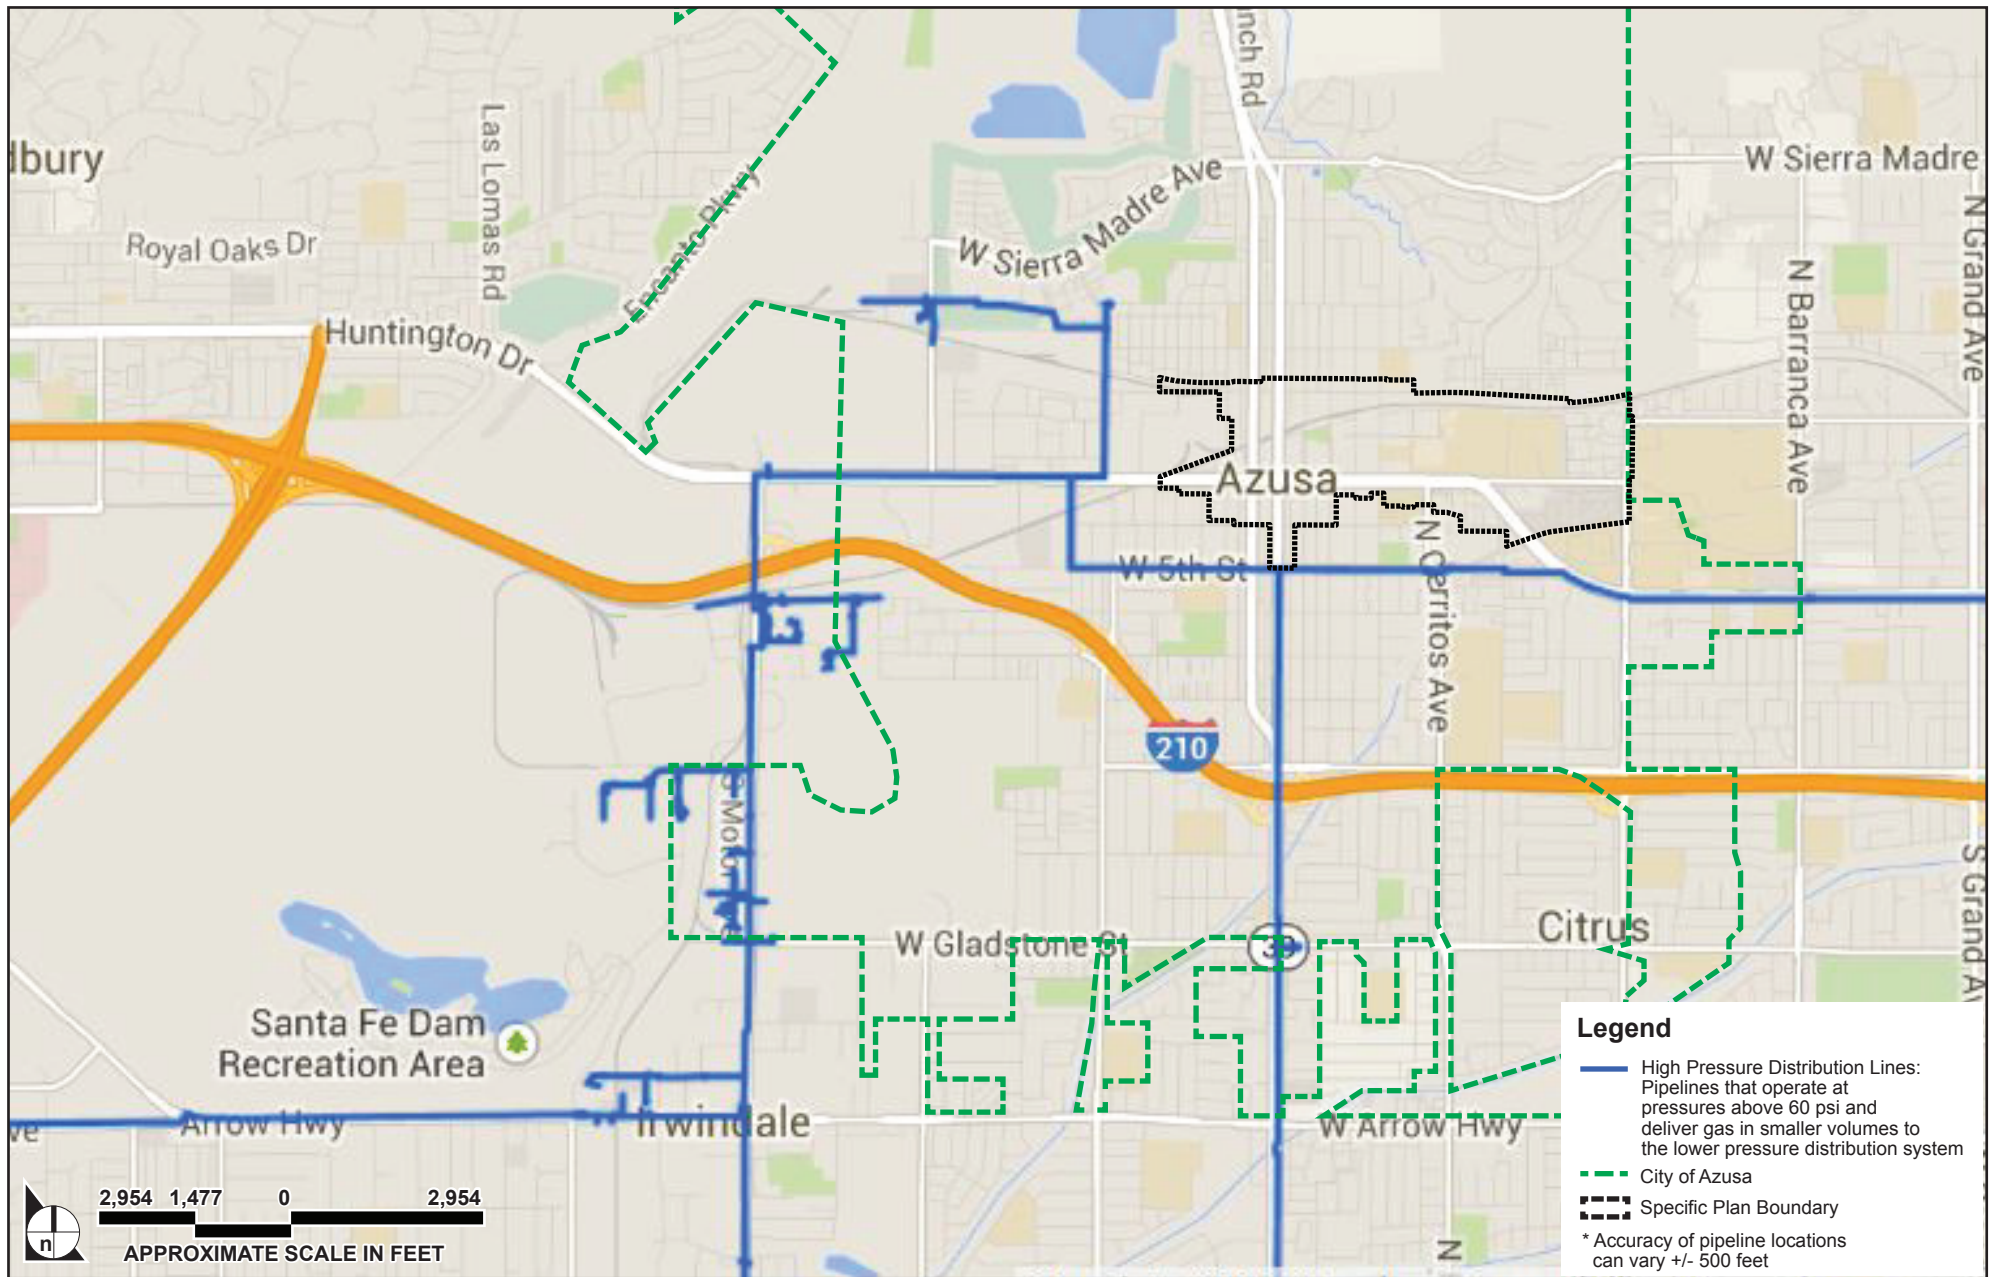 nch Rd
dbury
Las Lomas Rd
W Sierra Madre
W Sierra Madre Ave
Encanto Pkwy
Royal Oaks Dr
N Grand Ave
N Barranca Ave
Huntington Dr
Azusa
W 5th St
N Cerritos Ave
210
W Gladstone St
39
Citrus
S Grand Av
Santa Fe Dam
Recreation Area
Arrow Hwy
Irwindale
W Arrow Hwy
ve
N
Legend
High Pressure Distribution Lines:
Pipelines that operate at
pressures above 60 psi and
deliver gas in smaller volumes to
the lower pressure distribution system
City of Azusa
Specific Plan Boundary
* Accuracy of pipeline locations
can vary +/- 500 feet
n
2,954 1,477 0 2,954
APPROXIMATE SCALE IN FEET